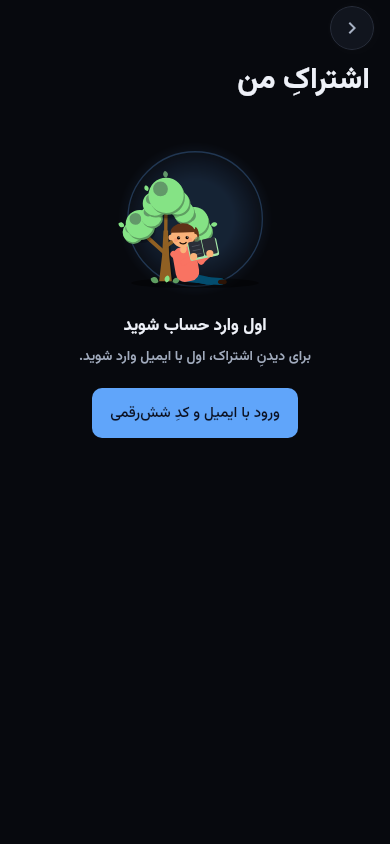 اشتراکِ من
اول وارد حساب شوید
برای دیدنِ اشتراک، اول با ایمیل وارد شوید.
ورود با ایمیل و کدِ شش‌رقمی